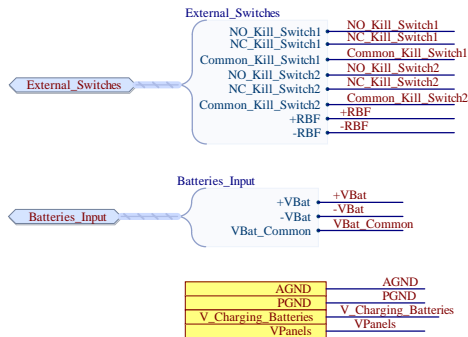 External_Switches
NO_Kill_Switch1 NO_Kill_Switch1
NC_Kill_Switch1 NC_Kill_Switch1
Common_Kill_Switch1 Common_Kill_Switch1
NO_Kill_Switch2 NO_Kill_Switch2
External_Switches NC_Kill_Switch2 NC_Kill_Switch2
Common_Kill_Switch2 Common_Kill_Switch2
+RBF +RBF
-RBF -RBF
Batteries_Input
+VBat +VBat
Batteries_Input -VBat -VBat
VBat_Common VBat_Common
AGND AGND
PGND PGND
V_Charging_Batteries V_Charging_Batteries
VPanels VPanels